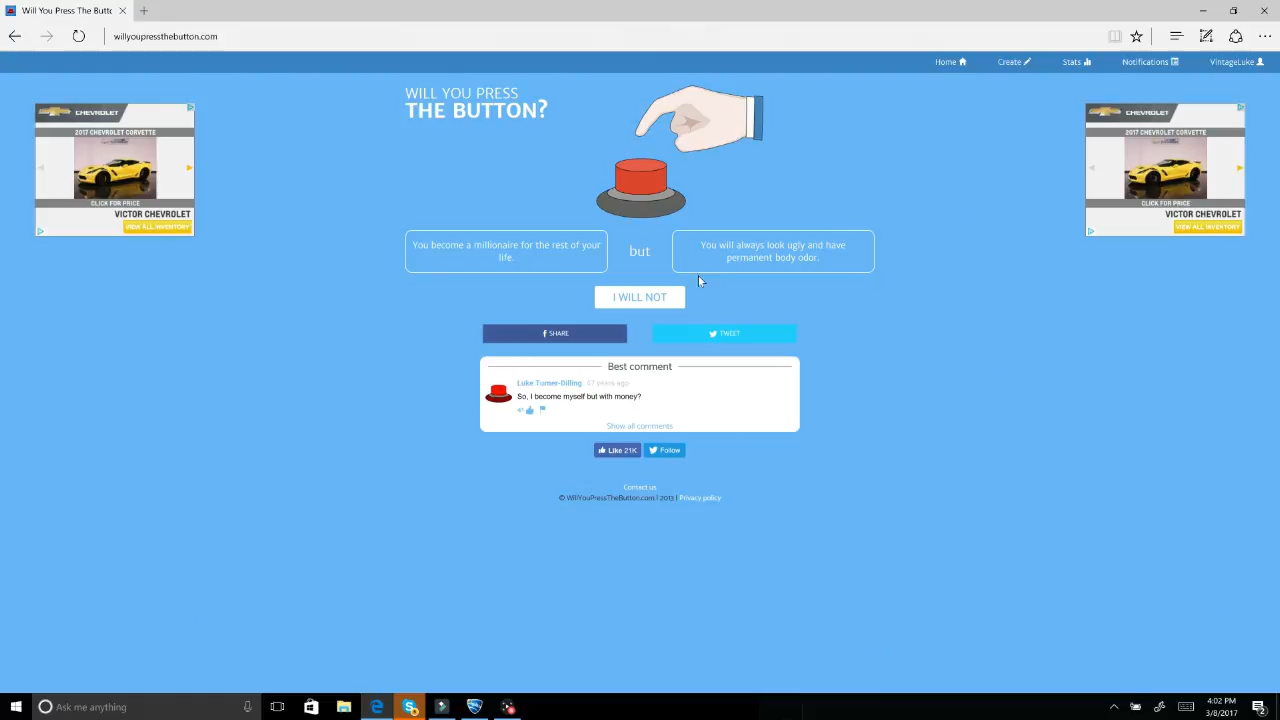 Will You Press The Butt
willyoupressthebutton.com
Home
Create
Stats
Notifications
VintageLuke
WILL YOU PRESS
THE BUTTON?
CHEVROLET
2017 CHEVROLET CORVETTE
CLICK FOR PRICE
VICTOR CHEVROLET
VIEW ALL INVENTORY
CHEVROLET
2017 CHEVROLET CORVETTE
CLICK FOR PRICE
VICTOR CHEVROLET
VIEW ALL INVENTORY
You become a millionaire for the rest of your
life.
but
You will always look ugly and have
permanent body odor.
I WILL NOT
SHARE
TWEET
Best comment
Luke Turner-Dilling 47 years ago
So, I become myself but with money?
Show all comments
Like 21K
Follow
Contact us
© WillYouPressTheButton.com | 2013 | Privacy policy
Ask me anything
4:02 PM
3/8/2017
2